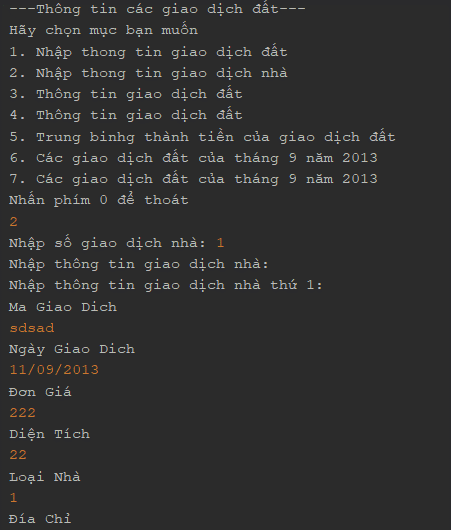 ---Thông tin các giao dịch đất---
Hãy chọn mục bạn muốn
1. Nhập thong tin giao dịch đất
2. Nhập thong tin giao dịch nhà
3. Thông tin giao dịch đất
4. Thông tin giao dịch đất
5. Trung binhg thành tiền của giao dịch đất
6. Các giao dịch đất của tháng 9 năm 2013
7. Các giao dịch đất của tháng 9 năm 2013
Nhấn phím 0 để thoát
2
Nhập số giao dịch nhà: 1
Nhập thông tin giao dịch nhà:
Nhập thông tin giao dịch nhà thứ 1:
Ma Giao Dich
sdsad
Ngày Giao Dich
11/09/2013
Đơn Giá
222
Diện Tích
22
Loại Nhà
1
Đía Chỉ